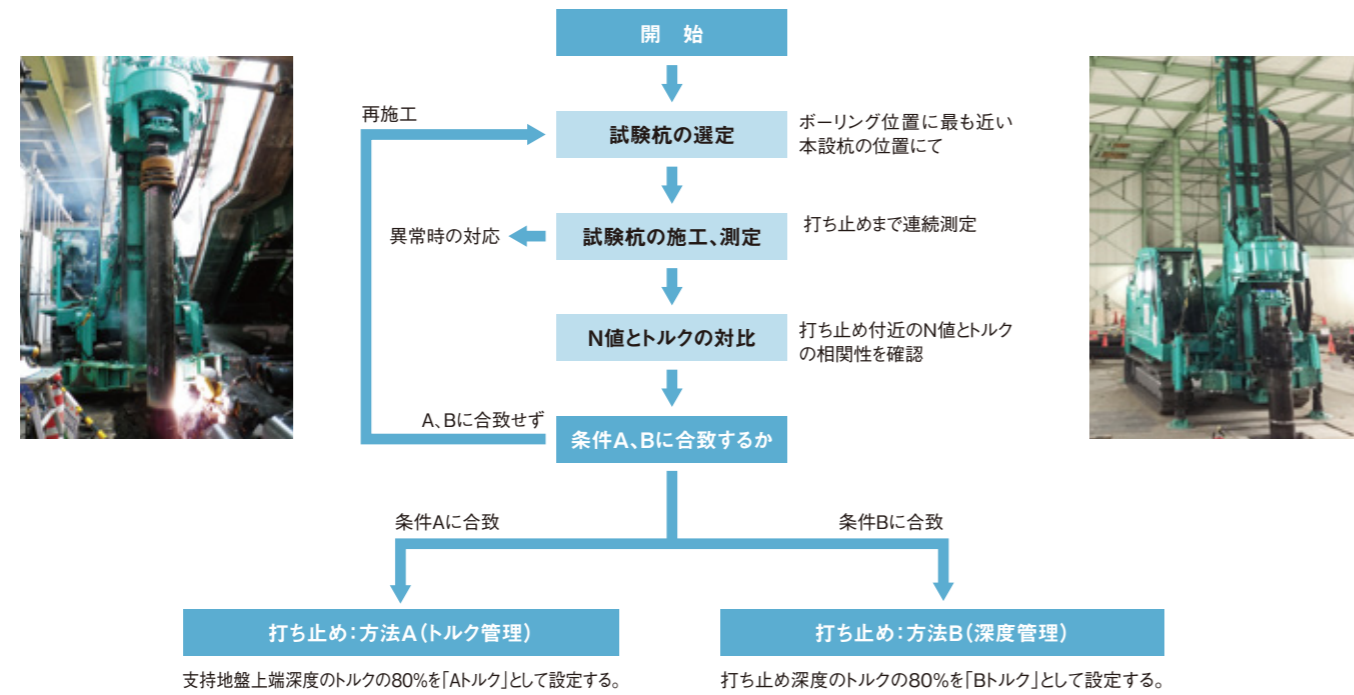 開　始
再施工
試験杭の選定
ボーリング位置に最も近い
本設杭の位置にて
異常時の対応
試験杭の施工、測定
打ち止めまで連続測定
N値とトルクの対比
打ち止め付近のN値とトルク
の相関性を確認
A、Bに合致せず
条件A、Bに合致するか
条件Aに合致
条件Bに合致
打ち止め：方法A（トルク管理）
支持地盤上端深度のトルクの80%を「Aトルク」として設定する。
打ち止め：方法B（深度管理）
打ち止め深度のトルクの80%を「Bトルク」として設定する。